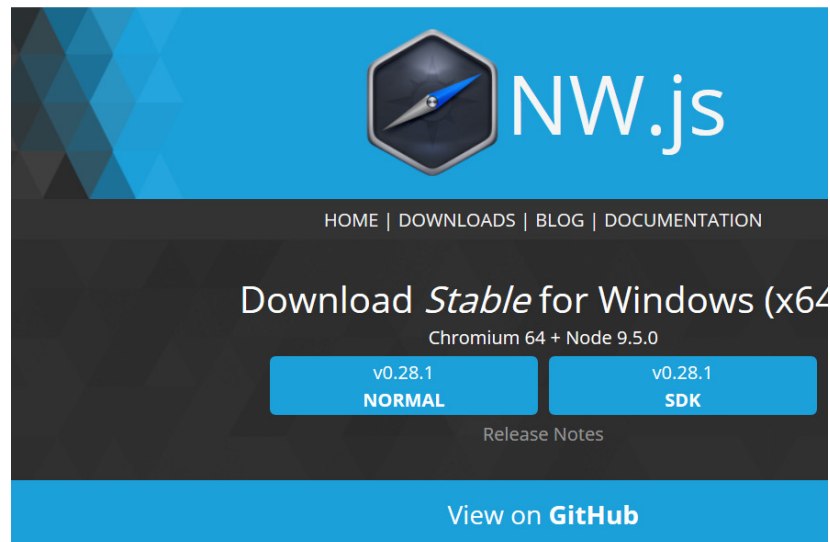 NW.js
HOME | DOWNLOADS | BLOG | DOCUMENTATION
Download Stable for Windows (x64
Chromium 64 + Node 9.5.0
v0.28.1
NORMAL
v0.28.1
SDK
Release Notes
View on GitHub